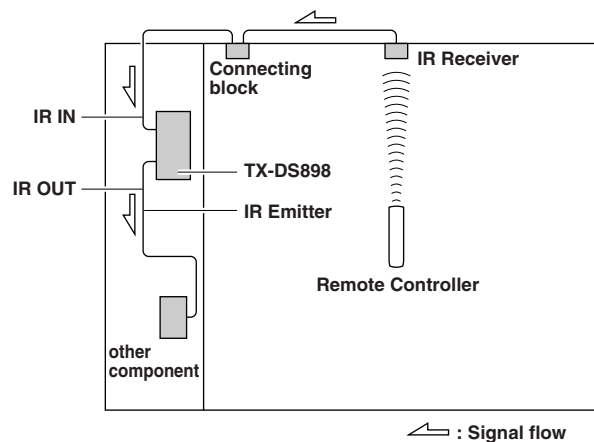 IR Receiver
Connecting
block
IR IN
TX-DS898
IR OUT
IR Emitter
Remote Controller
other
component
: Signal flow